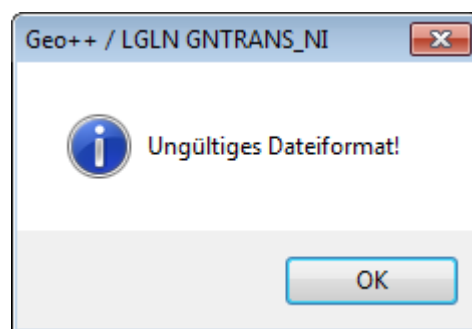 Geo++ / LGLN GNTRANS_NI
Ungültiges Dateiformat!
OK